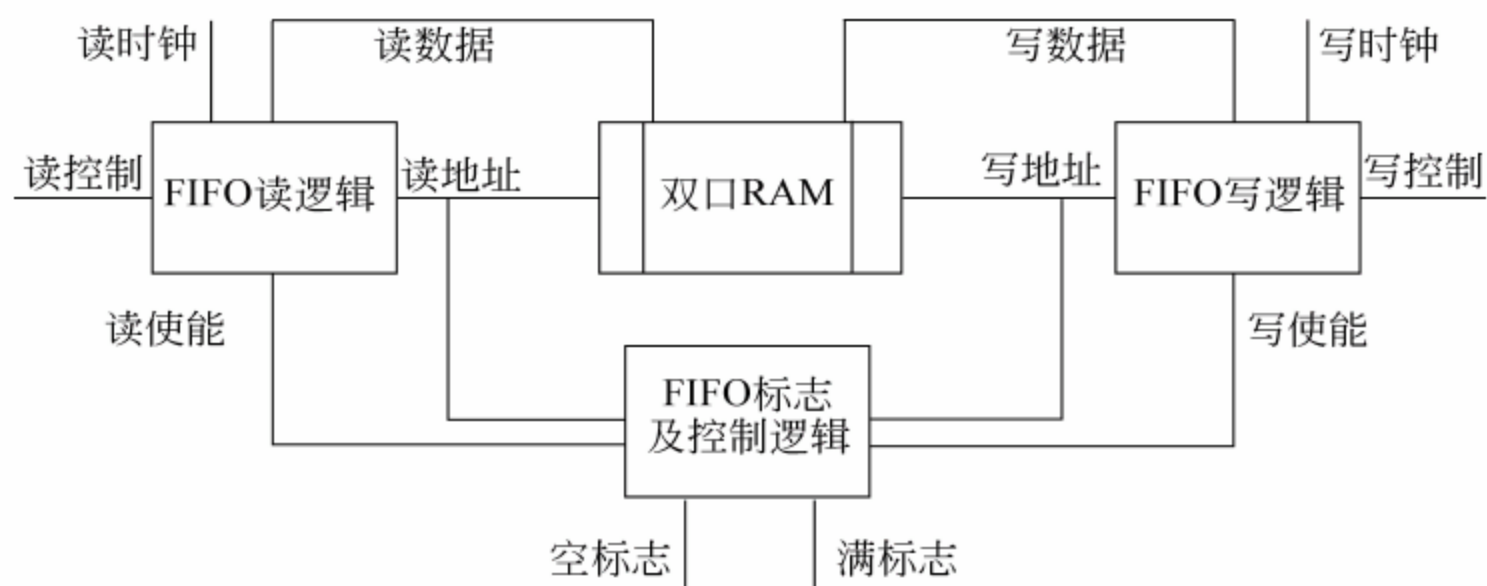 读时钟
读数据
写数据
写时钟
读控制
FIFO读逻辑
读地址
双口RAM
写地址
FIFO写逻辑
写控制
读使能
写使能
FIFO标志
及控制逻辑
空标志
满标志